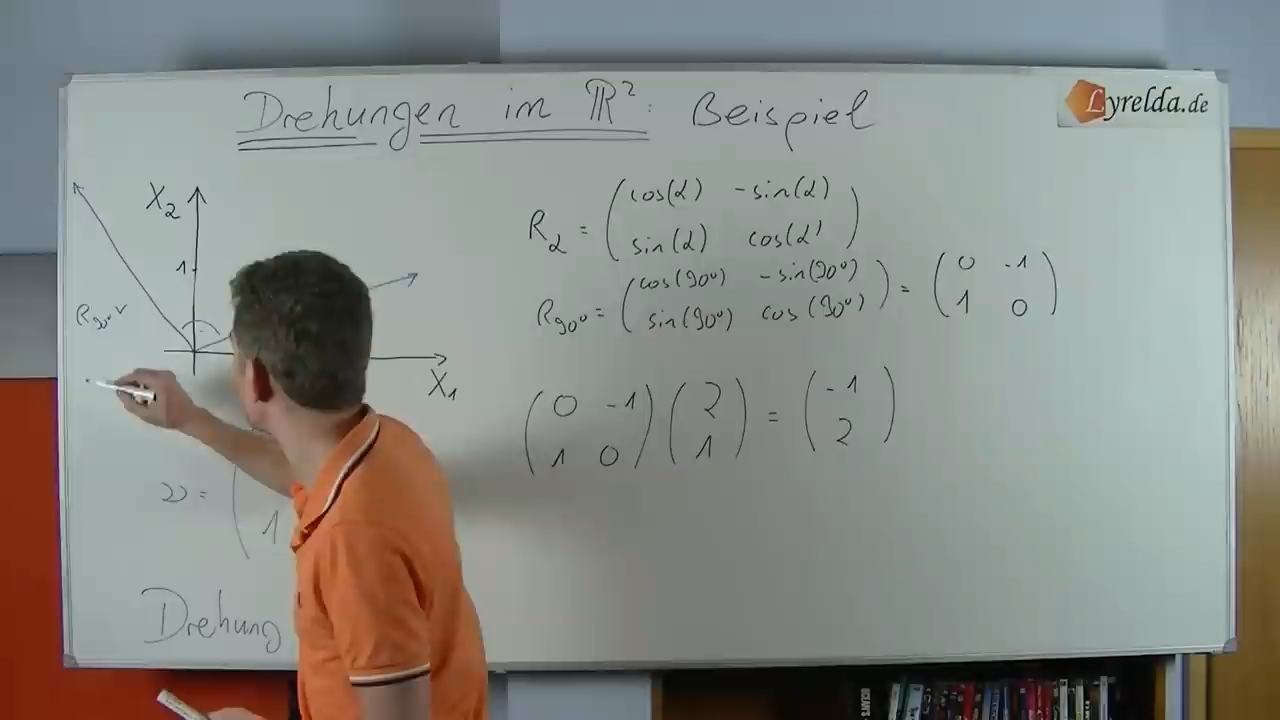 Drehungen im ℝ²: Beispiel
Lyrelda.de
X₂
1
R₉₀° v
X₁
R_α = ( cos(α) -sin(α)
sin(α) cos(α) )
R₉₀° = ( cos(90°) -sin(90°)
sin(90°) cos(90°) ) = ( 0 -1
1 0 )
( 0 -1
1 0 ) ( 2
1 ) = ( -1
2 )
v = (
1
Drehung